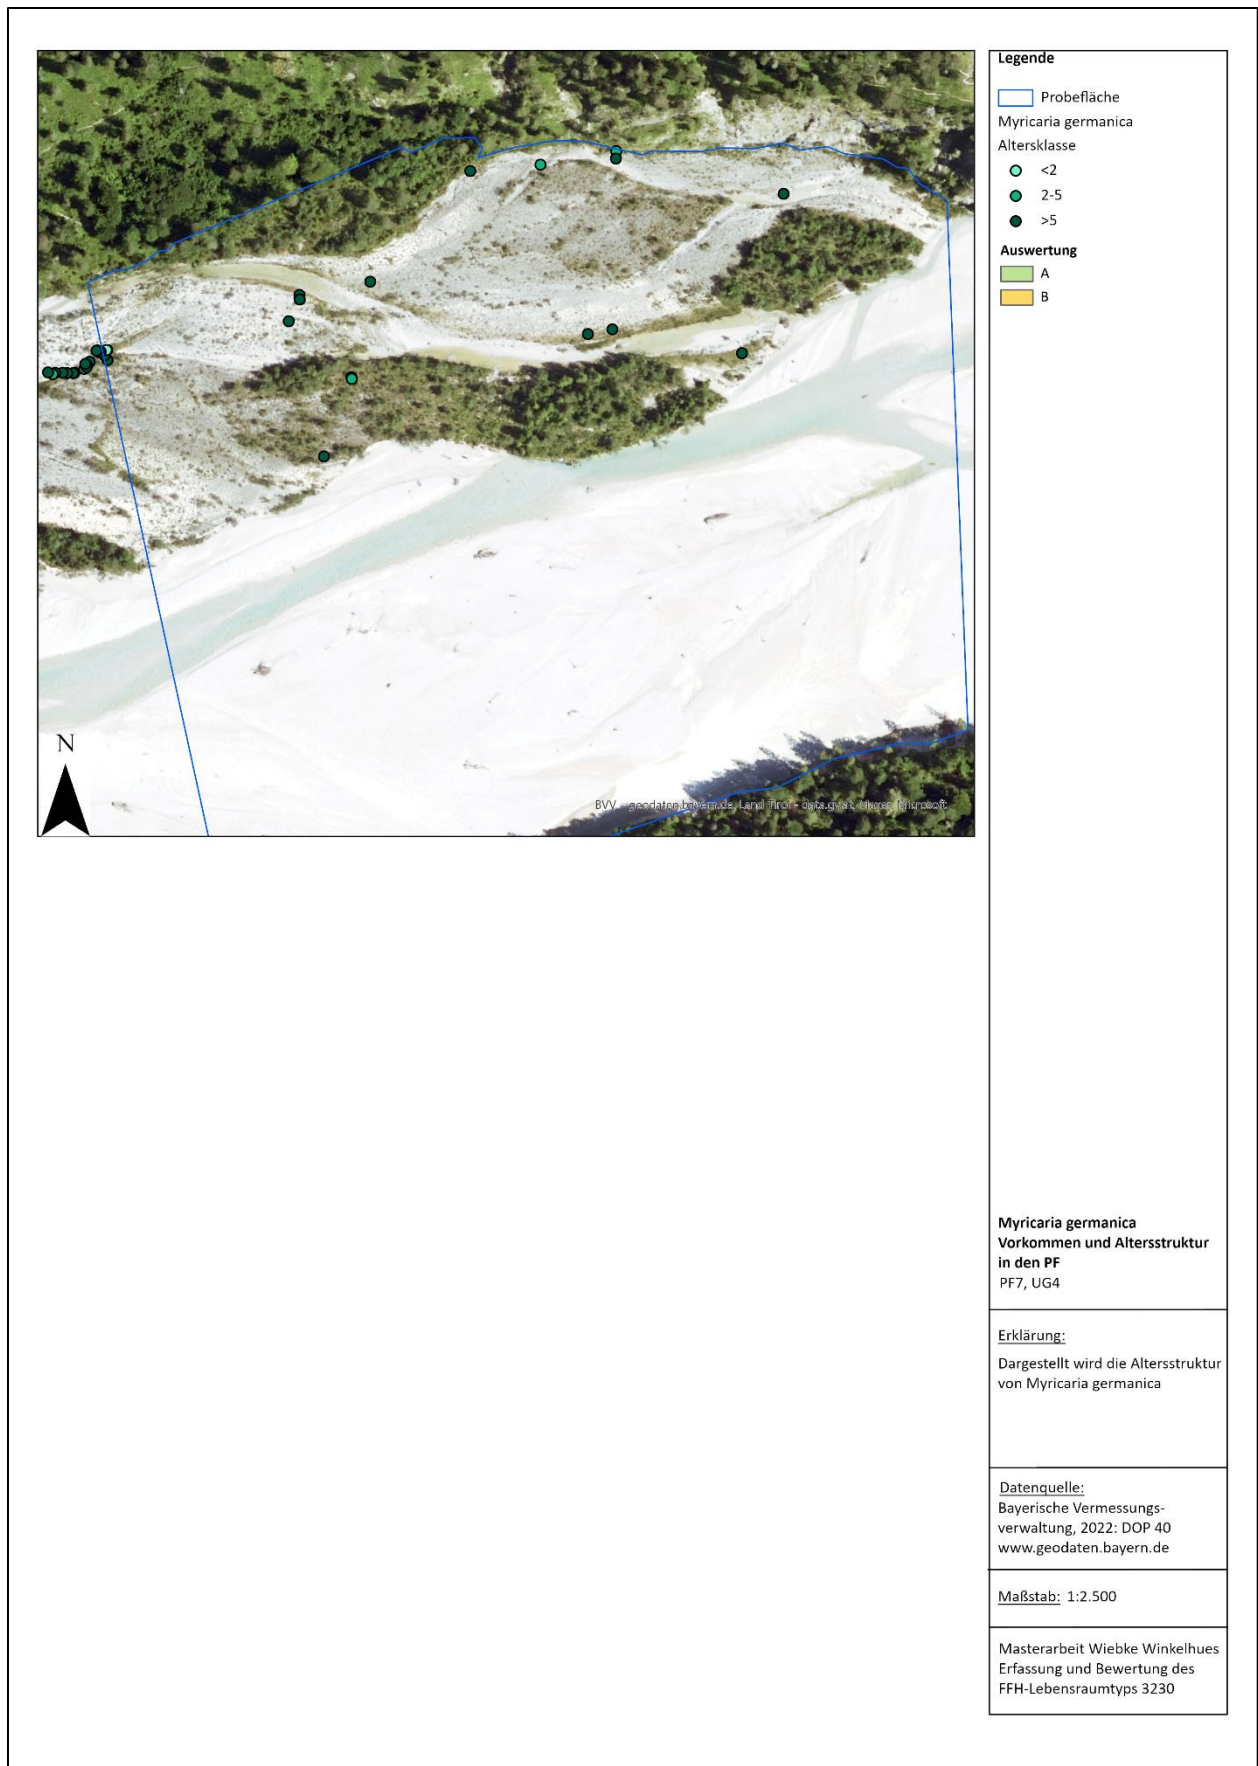 Legende
Probefläche
Myricaria germanica
Altersklasse
<2
2-5
>5
Auswertung
A
B
N
BVV - geodaten.bayern.de, Land Tirol - data.gv.at, Maxar, Microsoft
Myricaria germanica
Vorkommen und Altersstruktur
in den PF
PF7, UG4
Erklärung:
Dargestellt wird die Altersstruktur
von Myricaria germanica
Datenquelle:
Bayerische Vermessungs-
verwaltung, 2022: DOP 40
www.geodaten.bayern.de
Maßstab: 1:2.500
Masterarbeit Wiebke Winkelhues
Erfassung und Bewertung des
FFH-Lebensraumtyps 3230